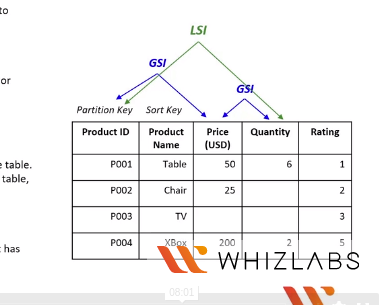 to
LSI
GSI
or
GSI
Partition Key Sort Key
Product ID Product Name Price (USD) Quantity Rating
e table.
P001 Table 50 6 1
table,
P002 Chair 25 2
P003 TV 3
has
P004 XBox 200 2 5
WHIZLABS
08:01